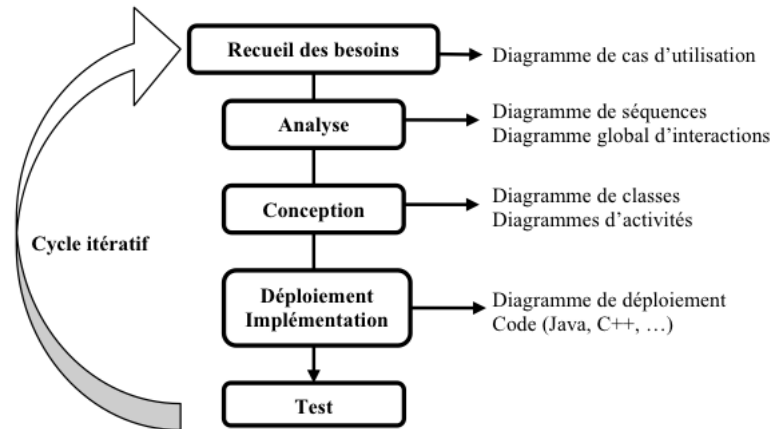 Recueil des besoins
Diagramme de cas d’utilisation
Analyse
Diagramme de séquences
Diagramme global d’interactions
Conception
Diagramme de classes
Diagrammes d’activités
Cycle itératif
Déploiement
Implémentation
Diagramme de déploiement
Code (Java, C++, …)
Test